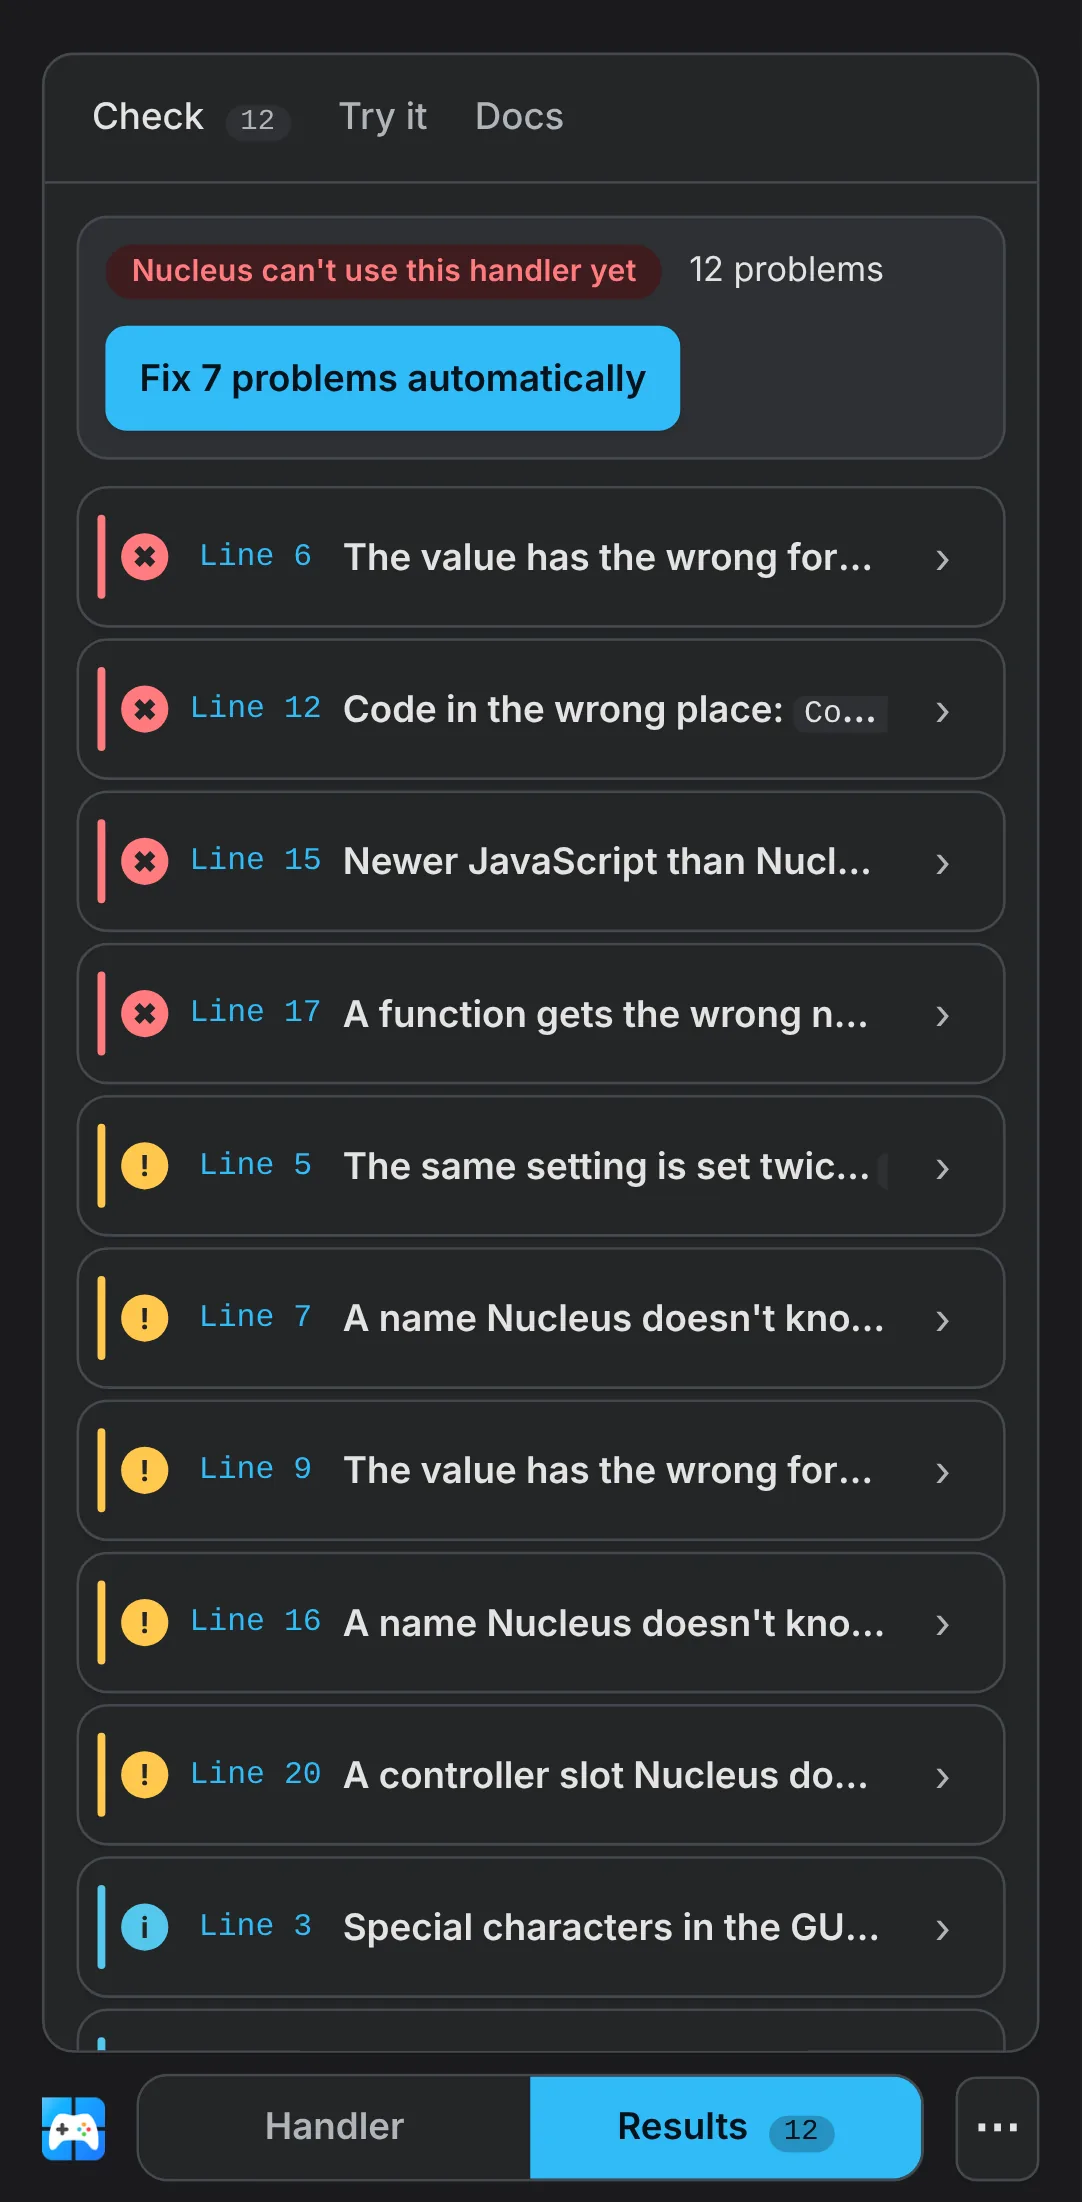 Check 12 Try it Docs
Nucleus can't use this handler yet 12 problems
Fix 7 problems automatically
Line 6 The value has the wrong for...
Line 12 Code in the wrong place: Co...
Line 15 Newer JavaScript than Nucl...
Line 17 A function gets the wrong n...
Line 5 The same setting is set twic...
Line 7 A name Nucleus doesn't kno...
Line 9 The value has the wrong for...
Line 16 A name Nucleus doesn't kno...
Line 20 A controller slot Nucleus do...
Line 3 Special characters in the GU...
Handler Results 12 ...